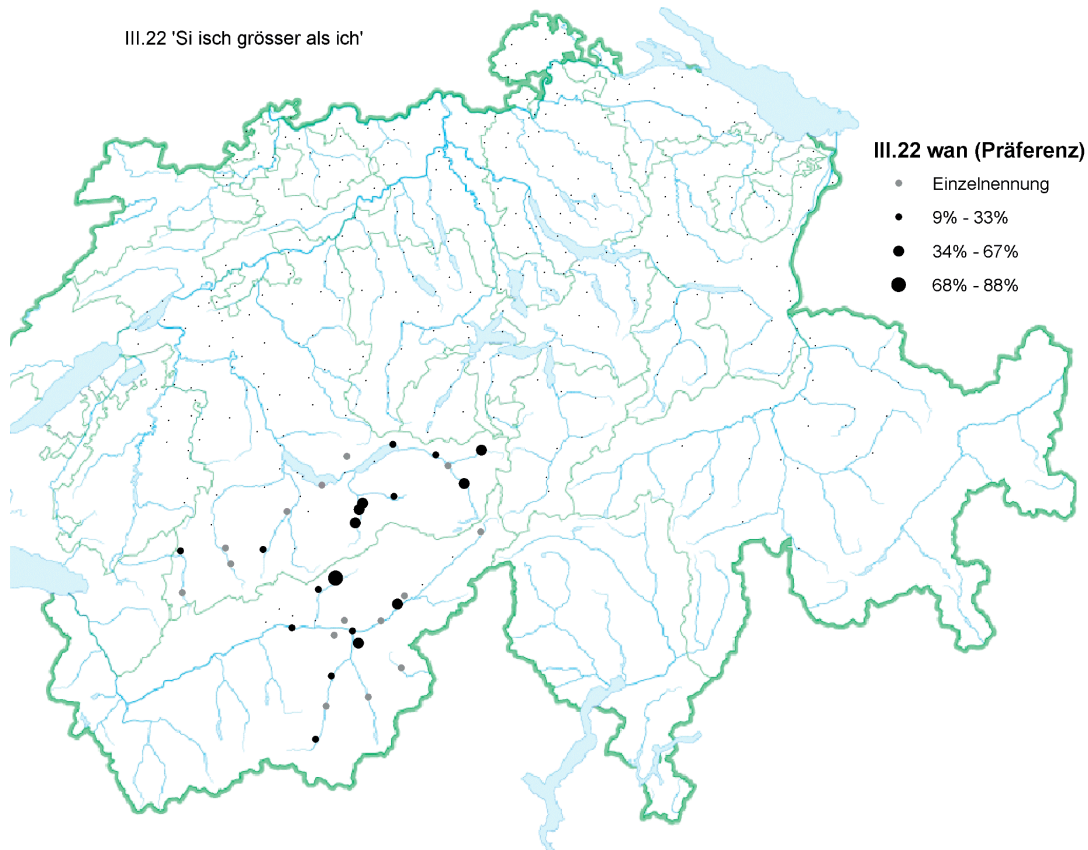 III.22 'Si isch grösser als ich'
III.22 wan (Präferenz)
Einzelnennung
9% - 33%
34% - 67%
68% - 88%